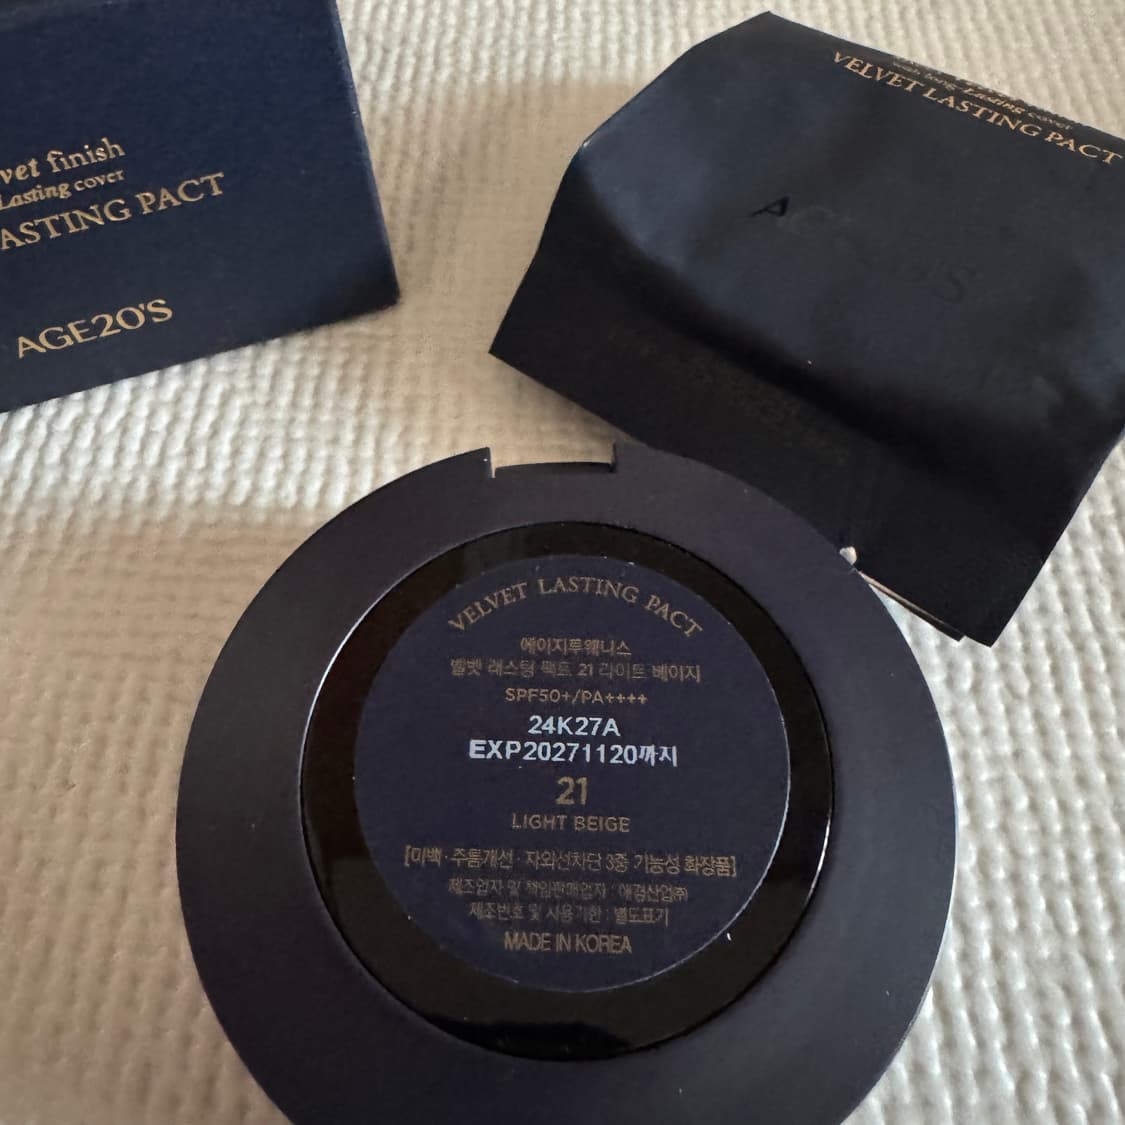 vet finish
Lasting cover
ASTING PACT
AGE20'S
Lasting cover
VELVET LASTING PACT
VELVET LASTING PACT
에이지투웨니스
벨벳 래스팅 팩트 21 라이트 베이지
SPF50+/PA++++
24K27A
EXP20271120까지
21
LIGHT BEIGE
[미백·주름개선·자외선차단 3중 기능성 화장품]
제조업자 및 책임판매업자 : 애경산업㈜
제조번호 및 사용기한 : 별도표기
MADE IN KOREA